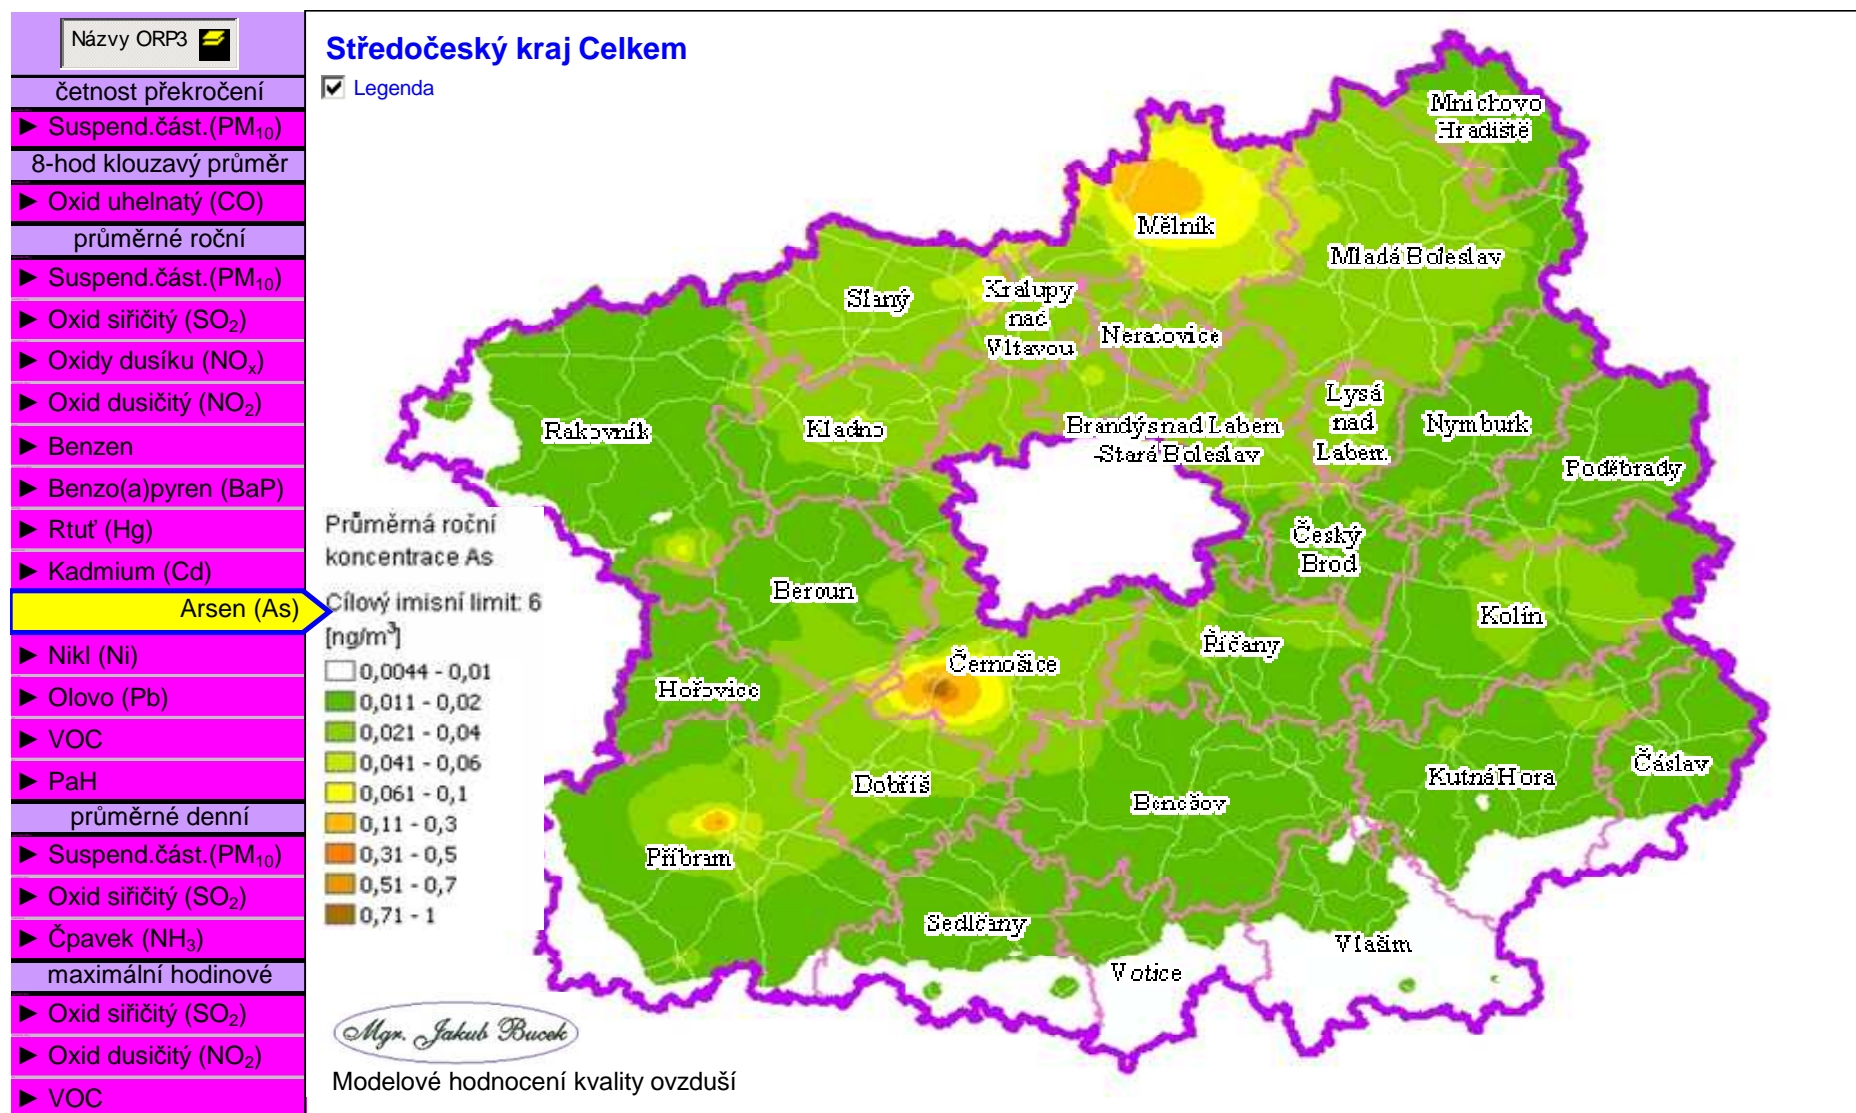 Názvy ORP3
četnost překročení
► Suspend.část.(PM₁₀)
8-hod klouzavý průměr
► Oxid uhelnatý (CO)
průměrné roční
► Suspend.část.(PM₁₀)
► Oxid siřičitý (SO₂)
► Oxidy dusíku (NOₓ)
► Oxid dusičitý (NO₂)
► Benzen
► Benzo(a)pyren (BaP)
► Rtuť (Hg)
► Kadmium (Cd)
Arsen (As)
► Nikl (Ni)
► Olovo (Pb)
► VOC
► PaH
průměrné denní
► Suspend.část.(PM₁₀)
► Oxid siřičitý (SO₂)
► Čpavek (NH₃)
maximální hodinové
► Oxid siřičitý (SO₂)
► Oxid dusičitý (NO₂)
► VOC
Středočeský kraj Celkem
Legenda
Mnichovo
Hradiště
Mělník
Mladá Boleslav
Slaný
Kralupy
nad
Vltavou
Neratovice
Rakovník
Kladno
Brandýs nad Labem
-Stará Boleslav
Lysá
nad
Labem
Nymburk
Poděbrady
Český
Brod
Beroun
Kolín
Říčany
Černošice
Hořovice
Dobříš
Benešov
Kutná Hora
Čáslav
Příbram
Sedlčany
Votice
Vlašim
Průměrná roční
koncentrace As
Cílový imisní limit: 6
[ng/m³]
0,0044 - 0,01
0,011 - 0,02
0,021 - 0,04
0,041 - 0,06
0,061 - 0,1
0,11 - 0,3
0,31 - 0,5
0,51 - 0,7
0,71 - 1
Mgr. Jakub Bucek
Modelové hodnocení kvality ovzduší